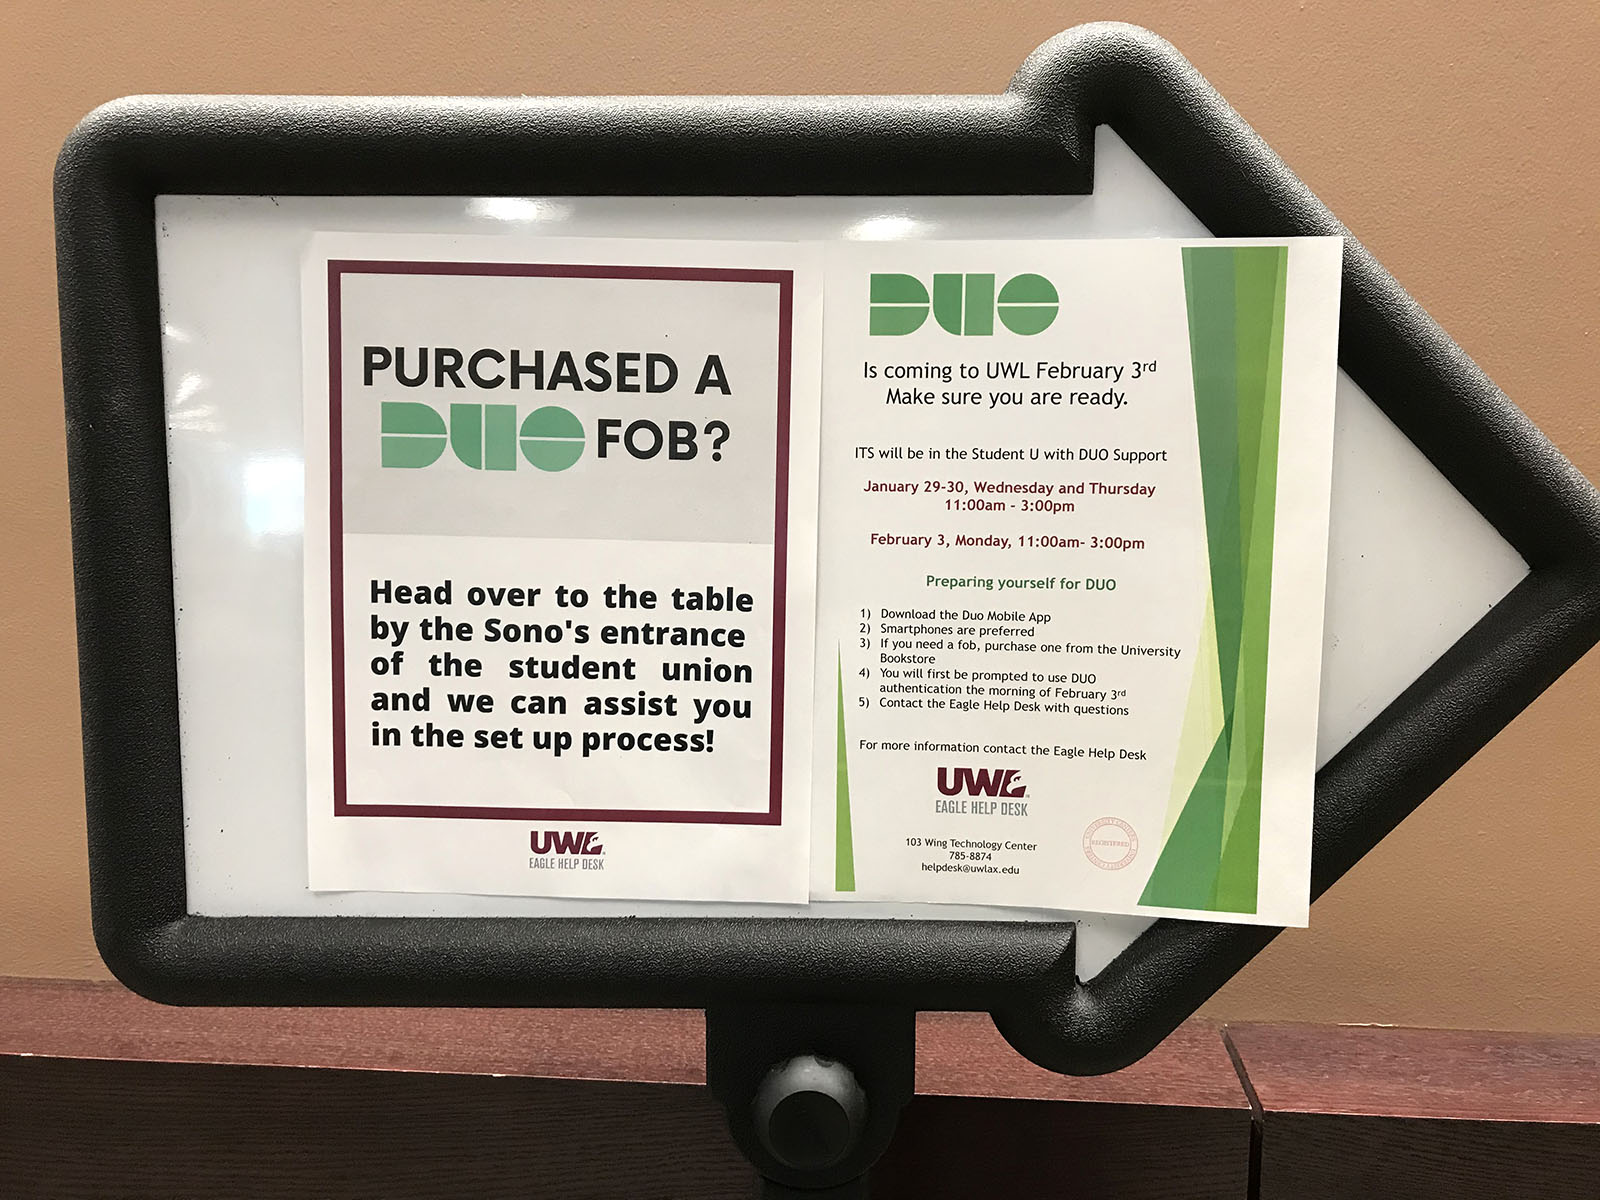 PURCHASED A
DUO FOB?
Head over to the table
by the Sono's entrance
of the student union
and we can assist you
in the set up process!
UWL
EAGLE HELP DESK
DUO
Is coming to UWL February 3rd
Make sure you are ready.
ITS will be in the Student U with DUO Support
January 29-30, Wednesday and Thursday
11:00am - 3:00pm
February 3, Monday, 11:00am- 3:00pm
Preparing yourself for DUO
1) Download the Duo Mobile App
2) Smartphones are preferred
3) If you need a fob, purchase one from the University
Bookstore
4) You will first be prompted to use DUO
authentication the morning of February 3rd
5) Contact the Eagle Help Desk with questions
For more information contact the Eagle Help Desk
UWL
EAGLE HELP DESK
103 Wing Technology Center
785-8874
helpdesk@uwlax.edu
UNIVERSITY CENTERS
REGISTERED
UNIVERSITY CENTERS